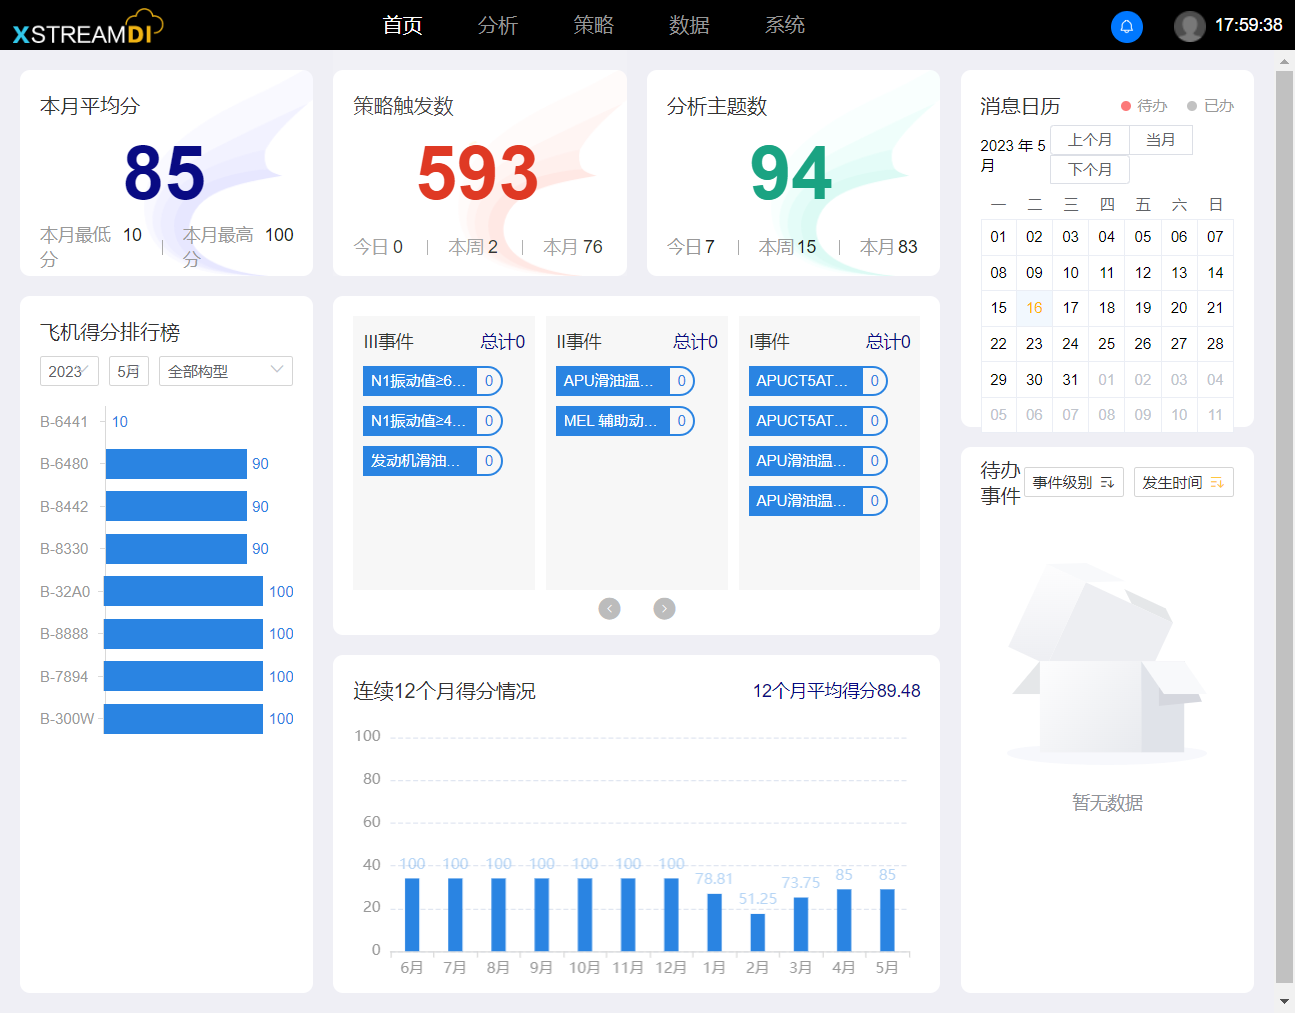 XSTREAMDI
首页 分析 策略 数据 系统
17:59:38
本月平均分
85
本月最低分 10 | 本月最高分 100
策略触发数
593
今日 0 | 本周 2 | 本月 76
分析主题数
94
今日 7 | 本周 15 | 本月 83
消息日历 待办 已办
2023 年 5 月
上个月 当月
下个月
一 二 三 四 五 六 日
01 02 03 04 05 06 07
08 09 10 11 12 13 14
15 16 17 18 19 20 21
22 23 24 25 26 27 28
29 30 31 01 02 03 04
05 06 07 08 09 10 11
飞机得分排行榜
2023 5月 全部构型
B-6441 10
B-6480 90
B-8442 90
B-8330 90
B-32A0 100
B-8888 100
B-7894 100
B-300W 100
III事件 总计0
N1振动值≥6... 0
N1振动值≥4... 0
发动机滑油... 0
II事件 总计0
APU滑油温... 0
MEL 辅助动... 0
I事件 总计0
APUCT5AT... 0
APUCT5AT... 0
APU滑油温... 0
APU滑油温... 0
连续12个月得分情况 12个月平均得分89.48
100
80
60
40
20
0
100 100 100 100 100 100 100 78.81 51.25 73.75 85 85
6月 7月 8月 9月 10月 11月 12月 1月 2月 3月 4月 5月
待办事件 事件级别 发生时间
暂无数据